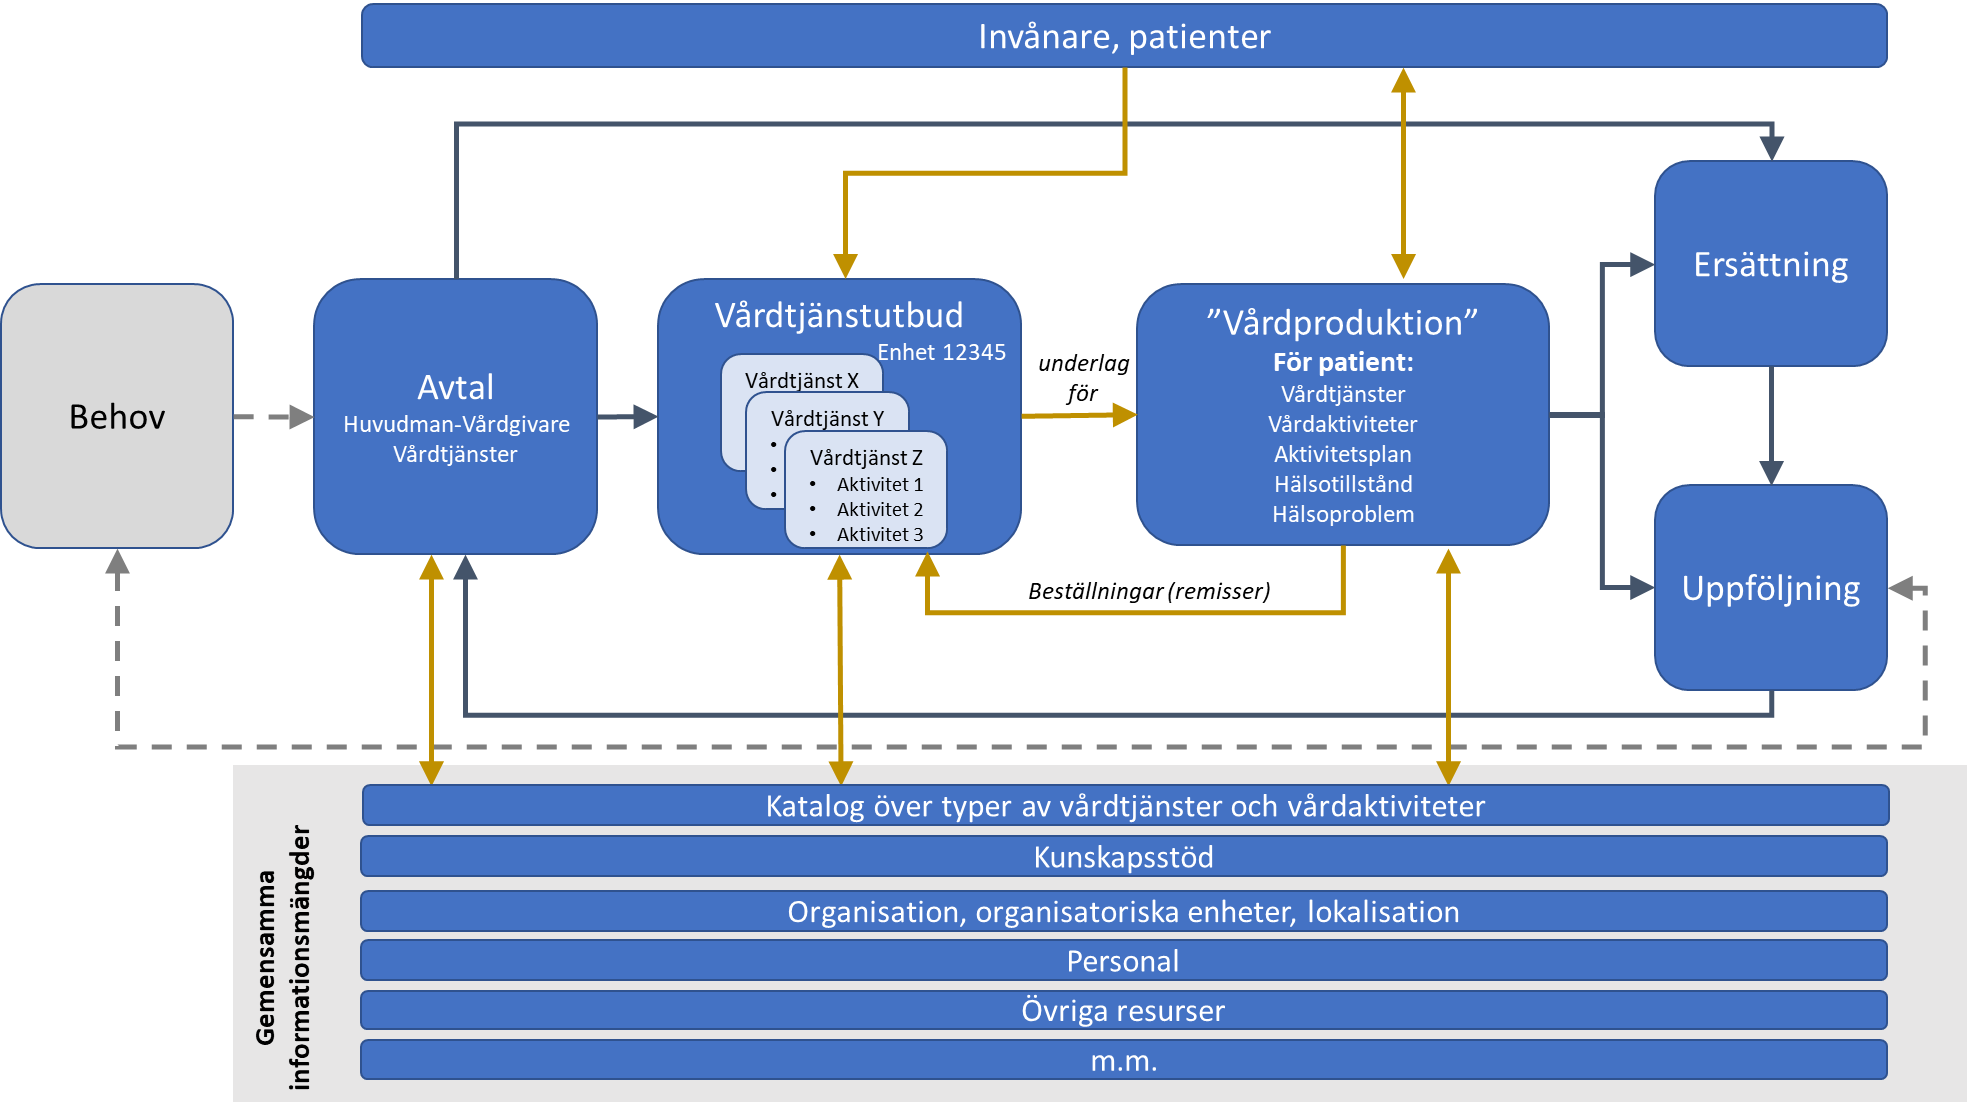 Invånare, patienter
Behov
Avtal
Huvudman-Vårdgivare
Vårdtjänster
Vårdtjänstutbud
Enhet 12345
Vårdtjänst X
Vårdtjänst Y
•
•
•
Vårdtjänst Z
• Aktivitet 1
• Aktivitet 2
• Aktivitet 3
underlag
för
”Vårdproduktion”
För patient:
Vårdtjänster
Vårdaktiviteter
Aktivitetsplan
Hälsotillstånd
Hälsoproblem
Beställningar (remisser)
Ersättning
Uppföljning
Gemensamma
informationsmängder
Katalog över typer av vårdtjänster och vårdaktiviteter
Kunskapsstöd
Organisation, organisatoriska enheter, lokalisation
Personal
Övriga resurser
m.m.